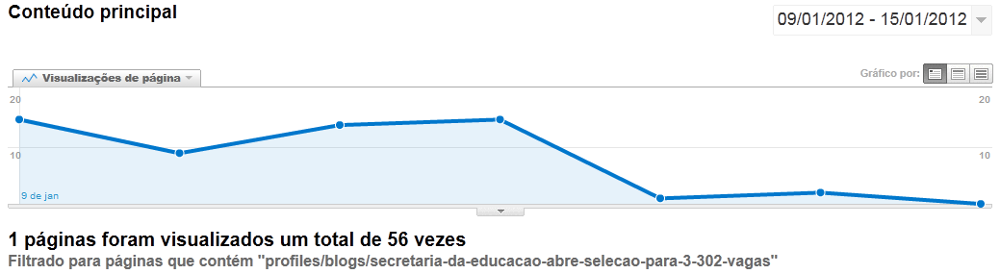 Conteúdo principal
09/01/2012 - 15/01/2012
Visualizações de página
Gráfico por:
20 20
10 10
9 de jan
1 páginas foram visualizados um total de 56 vezes
Filtrado para páginas que contém "profiles/blogs/secretaria-da-educacao-abre-selecao-para-3-302-vagas"